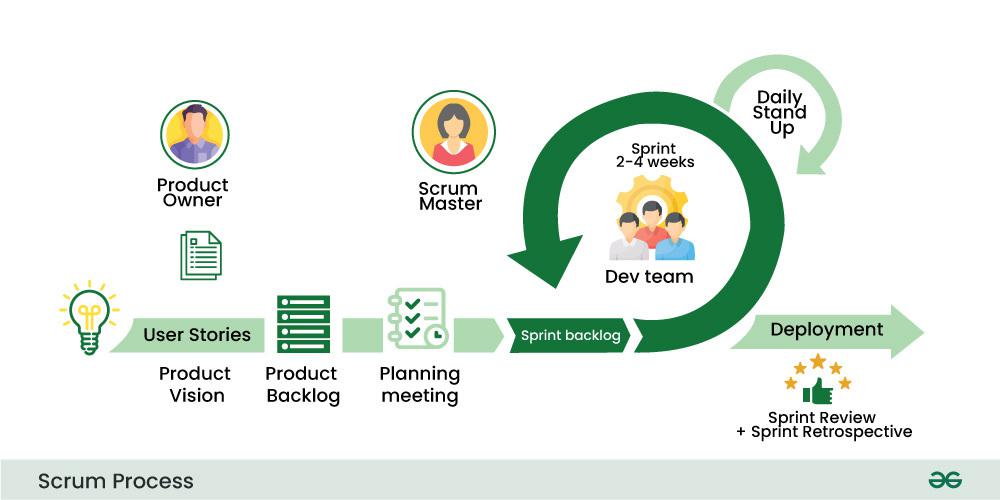 Product
Owner
Scrum
Master
Daily
Stand
Up
Sprint
2-4 weeks
Dev team
User Stories
Sprint backlog
Deployment
Product
Vision
Product
Backlog
Planning
meeting
Sprint Review
+ Sprint Retrospective
Scrum Process